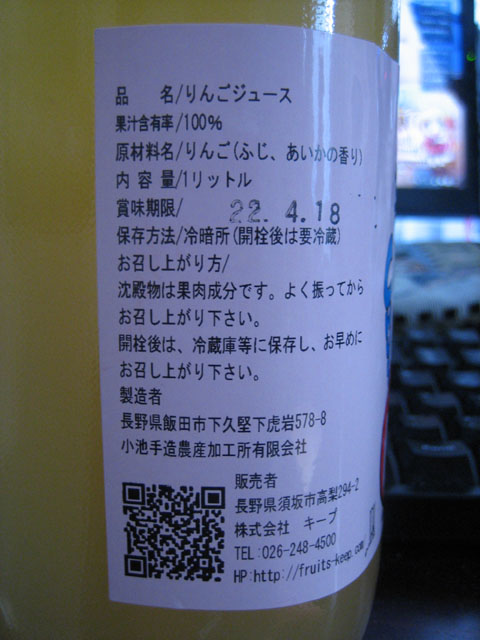 品　　名/りんごジュース
果汁含有率/100%
原材料名/りんご(ふじ、あいかの香り)
内 容 量/1リットル
賞味期限/　22. 4.18
保存方法/冷暗所(開栓後は要冷蔵)
お召し上がり方/
沈殿物は果肉成分です。よく振ってから
お召し上がり下さい。
開栓後は、冷蔵庫等に保存し、お早めに
お召し上がり下さい。
製造者
長野県飯田市下久堅下虎岩578-8
小池手造農産加工所有限会社
販売者
長野県須坂市高梨294-2
株式会社　キープ
TEL:026-248-4500
HP:http://fruits-keep.com/